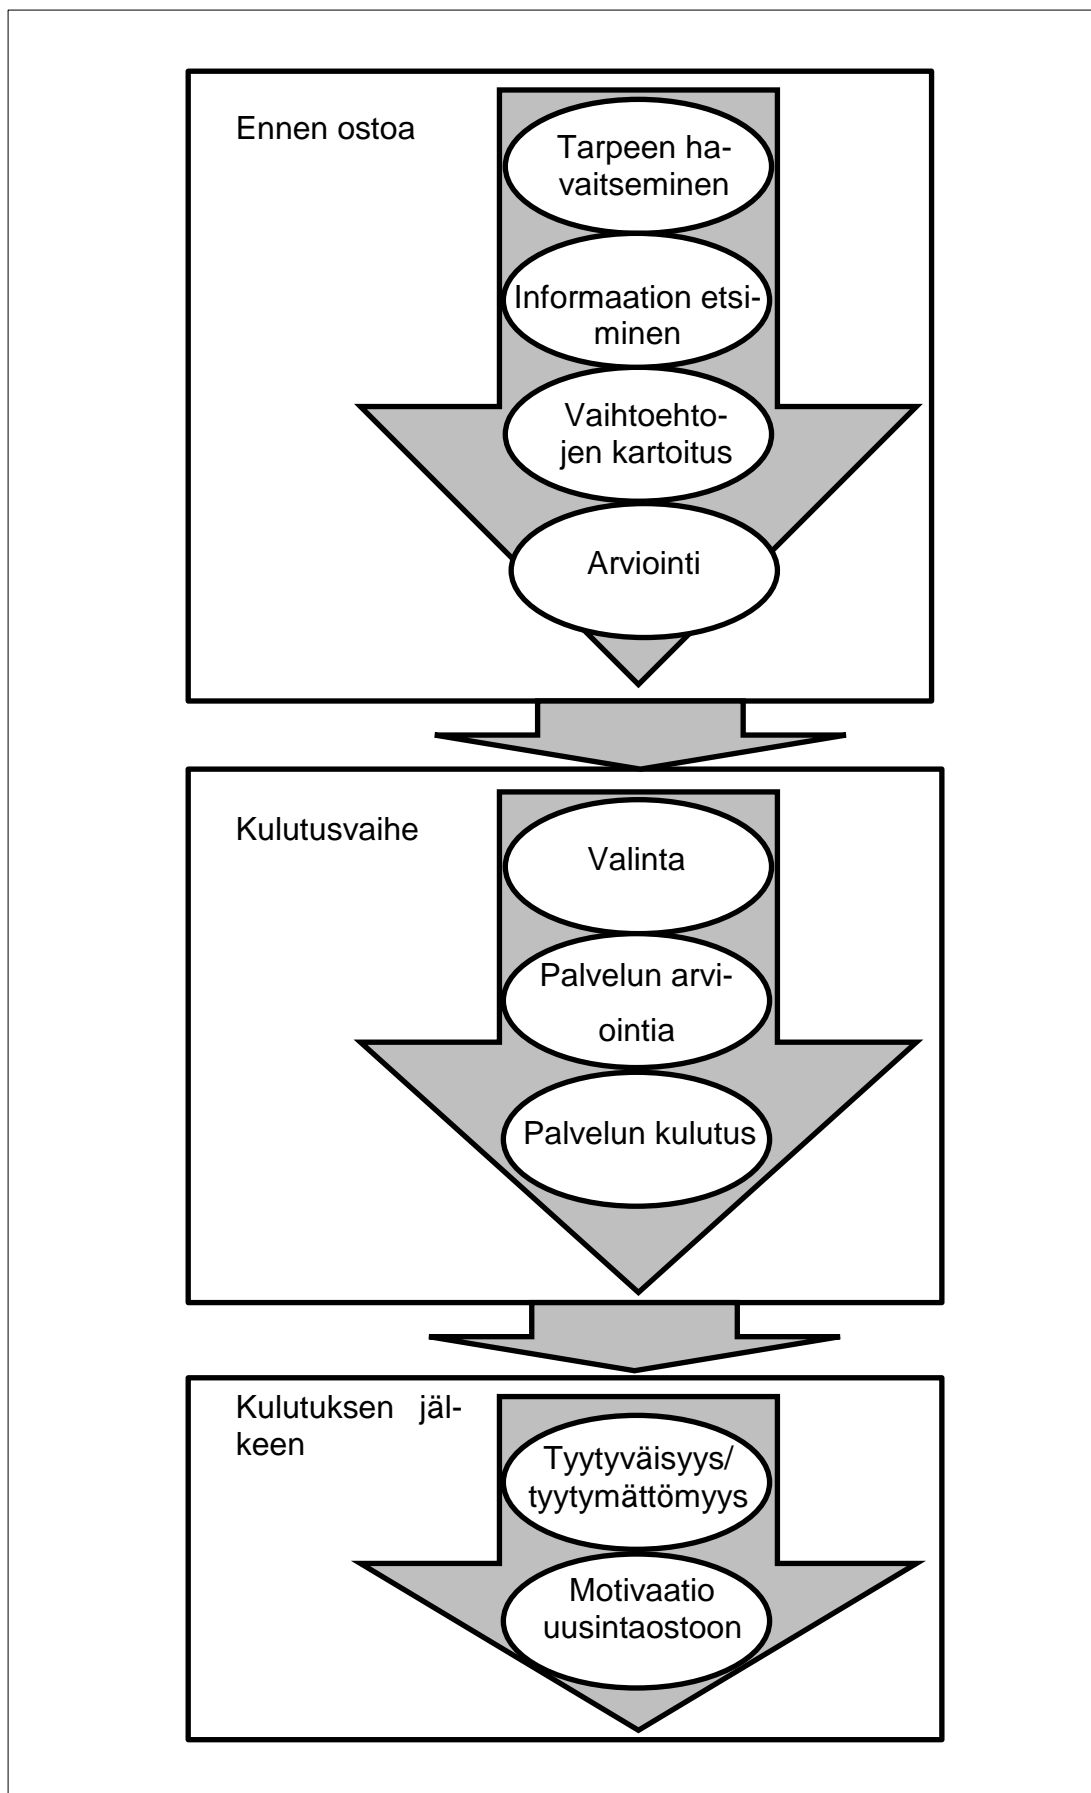 Ennen ostoa
Tarpeen ha-
vaitseminen
Informaation etsi-
minen
Vaihtoehto-
jen kartoitus
Arviointi
Kulutusvaihe
Valinta
Palvelun arvi-
ointia
Palvelun kulutus
Kulutuksen jäl-
keen
Tyytyväisyys/
tyytymättömyys
Motivaatio
uusintaostoon